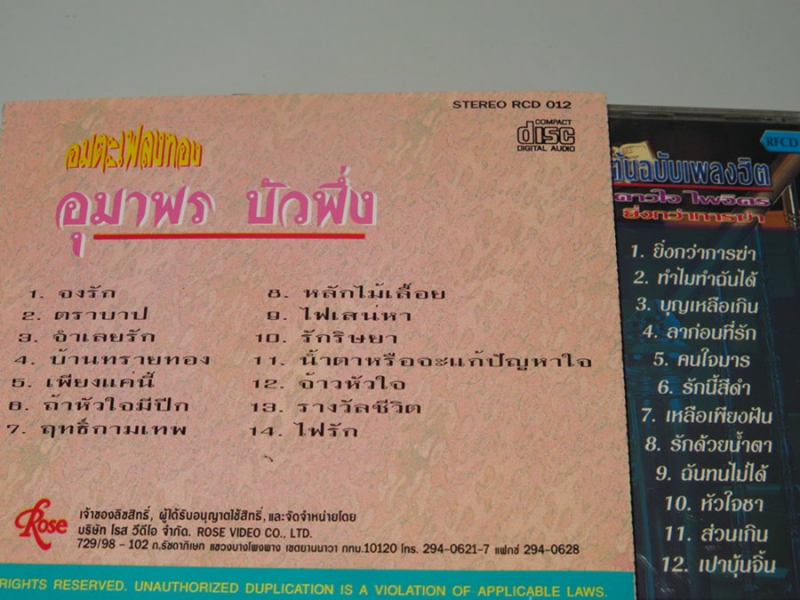 STEREO RCD 012
COMPACT
disc
DIGITAL AUDIO
อมตะเพลงทอง
อุมาพร บัวพึ่ง
1. จงรัก
2. ตราบาป
3. จำเลยรัก
4. บ้านทรายทอง
5. เพียงแค่นี้
6. ถ้าหัวใจมีปีก
7. ฤทธิ์กามเทพ
8. หลักไม้เลื้อย
9. ไฟเสน่หา
10. รักริษยา
11. น้ำตาหรือจะแก้ปัญหาใจ
12. จ้าวหัวใจ
13. รางวัลชีวิต
14. ไฟรัก
Rose
เจ้าของลิขสิทธิ์, ผู้ได้รับอนุญาตใช้สิทธิ์, และจัดจำหน่ายโดย
บริษัท โรส วีดีโอ จำกัด. ROSE VIDEO CO., LTD.
729/98 - 102 ถ.รัชดาภิเษก แขวงบางโพงพาง เขตยานนาวา กทม.10120 โทร. 294-0621-7 แฟกซ์ 294-0628
RIGHTS RESERVED. UNAUTHORIZED DUPLICATION IS A VIOLATION OF APPLICABLE LAWS.
RFCD
ต้นฉบับเพลงฮิต
ดาวใจ ไพจิตร
ยิ่งกว่าการฆ่า
1. ยิ่งกว่าการฆ่า
2. ทำไมทำฉันได้
3. บุญเหลือเกิน
4. ลาก่อนที่รัก
5. คนใจมาร
6. รักนี้สีดำ
7. เหลือเพียงฝัน
8. รักด้วยน้ำตา
9. ฉันทนไม่ได้
10. หัวใจชา
11. ส่วนเกิน
12. เปาบุ้นจิ้น